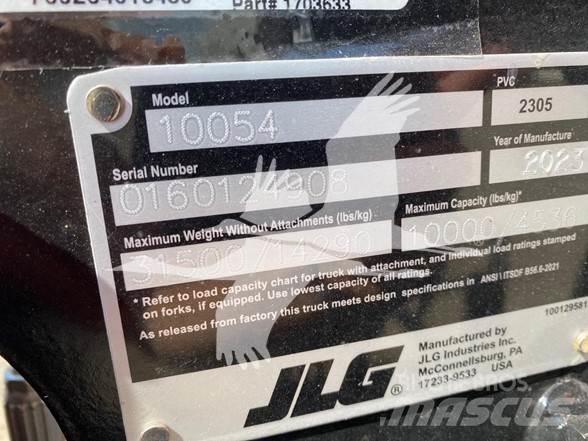 Part# 1703633
Model
10054
PVC
2305
Serial Number
0160124908
Year of Manufacture
2023
Maximum Weight Without Attachments (lbs/kg)
31500/14290
Maximum Capacity (lbs/kg)*
10000/4536
* Refer to load capacity chart for truck with attachment, and individual load ratings stamped
on forks, if equipped. Use lowest capacity of all ratings.
As released from factory this truck meets design specifications in ANSI \ ITSDF B56.6-2021
100129581
JLG®
Manufactured by
JLG Industries Inc.
McConnellsburg, PA
17233-9533 USA
MASCUS